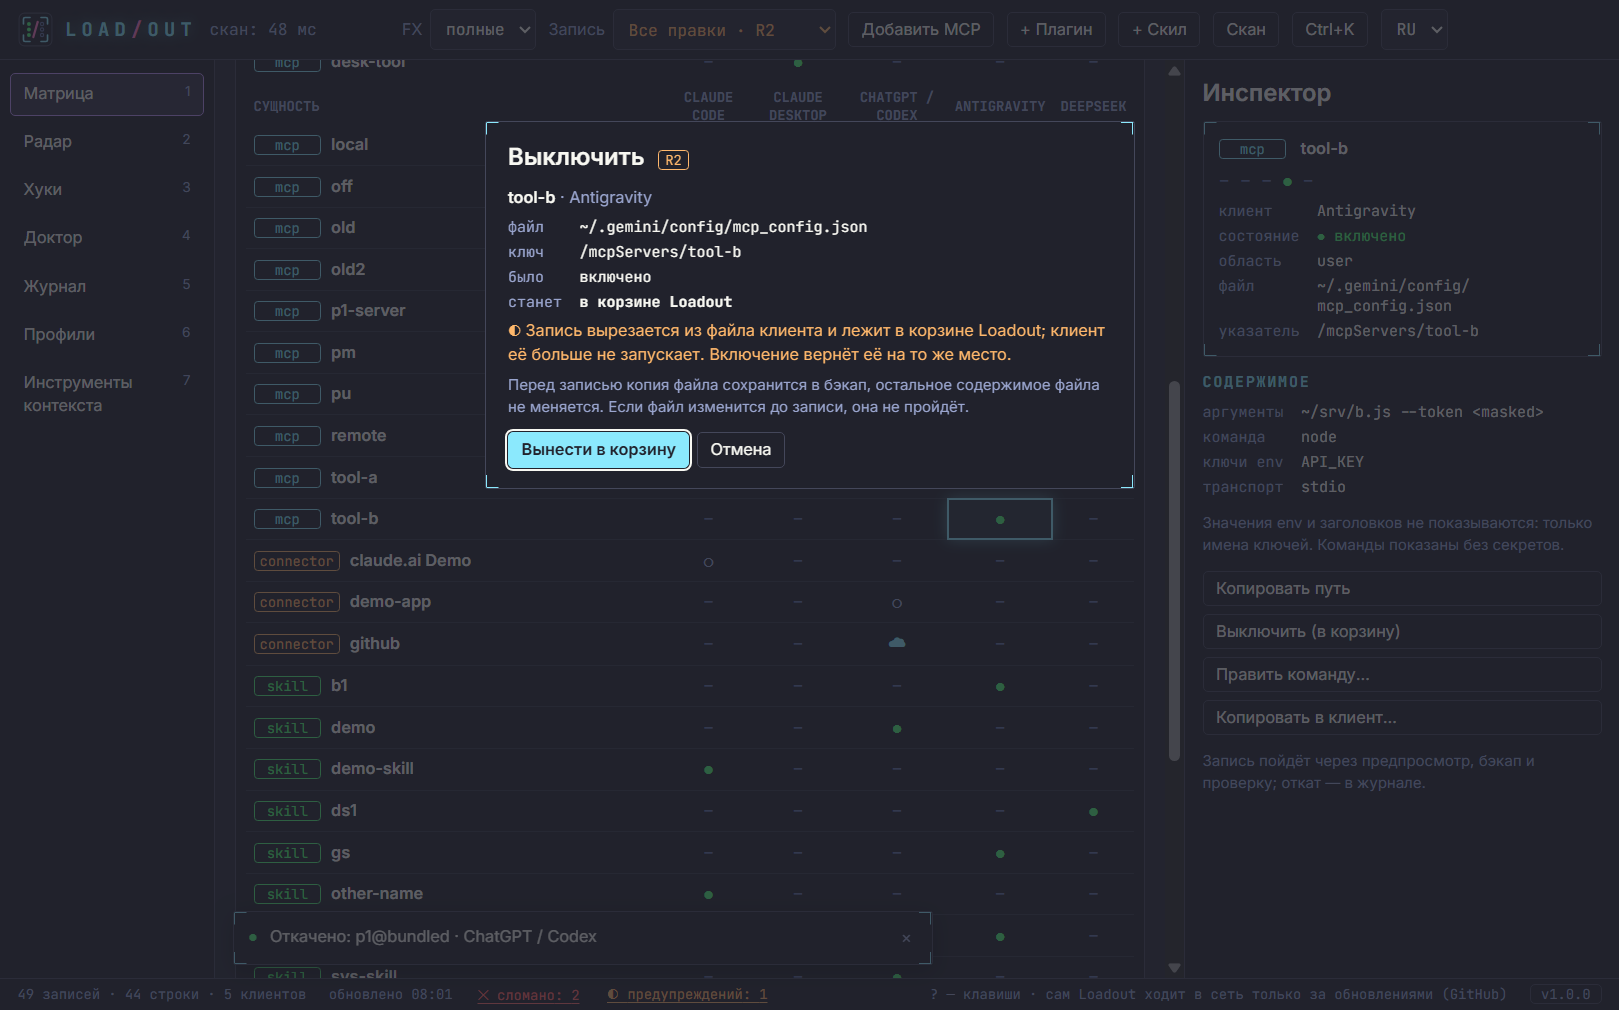 LOAD/OUT скан: 48 мс FX полные Запись Все правки · R2 Добавить MCP + Плагин + Скил Скан Ctrl+K RU
Матрица 1
Радар 2
Хуки 3
Доктор 4
Журнал 5
Профили 6
Инструменты контекста 7
mcp desk-tool — — — —
СУЩНОСТЬ CLAUDE CODE CLAUDE DESKTOP CHATGPT / CODEX ANTIGRAVITY DEEPSEEK
mcp local
mcp off
mcp old
mcp old2
mcp p1-server
mcp pm
mcp pu
mcp remote
mcp tool-a
mcp tool-b — — — —
connector claude.ai Demo — — — —
connector demo-app — — — —
connector github — — — —
skill b1 — — — —
skill demo — — — —
skill demo-skill — — — —
skill ds1 — — — —
skill gs — — — —
skill other-name — — — —
—
skill sys-skill — — — —
Выключить R2
tool-b · Antigravity
файл ~/.gemini/config/mcp_config.json
ключ /mcpServers/tool-b
было включено
станет в корзине Loadout
Запись вырезается из файла клиента и лежит в корзине Loadout; клиент
её больше не запускает. Включение вернёт её на то же место.
Перед записью копия файла сохранится в бэкап, остальное содержимое файла
не меняется. Если файл изменится до записи, она не пройдёт.
Вынести в корзину Отмена
Откачено: p1@bundled · ChatGPT / Codex ×
Инспектор
mcp tool-b
— — — ● —
клиент Antigravity
состояние ● включено
область user
файл ~/.gemini/config/
mcp_config.json
указатель /mcpServers/tool-b
СОДЕРЖИМОЕ
аргументы ~/srv/b.js --token <masked>
команда node
ключи env API_KEY
транспорт stdio
Значения env и заголовков не показываются: только
имена ключей. Команды показаны без секретов.
Копировать путь
Выключить (в корзину)
Править команду…
Копировать в клиент…
Запись пойдёт через предпросмотр, бэкап и
проверку; откат — в журнале.
49 записей · 44 строки · 5 клиентов обновлено 08:01 × сломано: 2 предупреждений: 1 ? — клавиши · сам Loadout ходит в сеть только за обновлениями (GitHub) v1.0.0